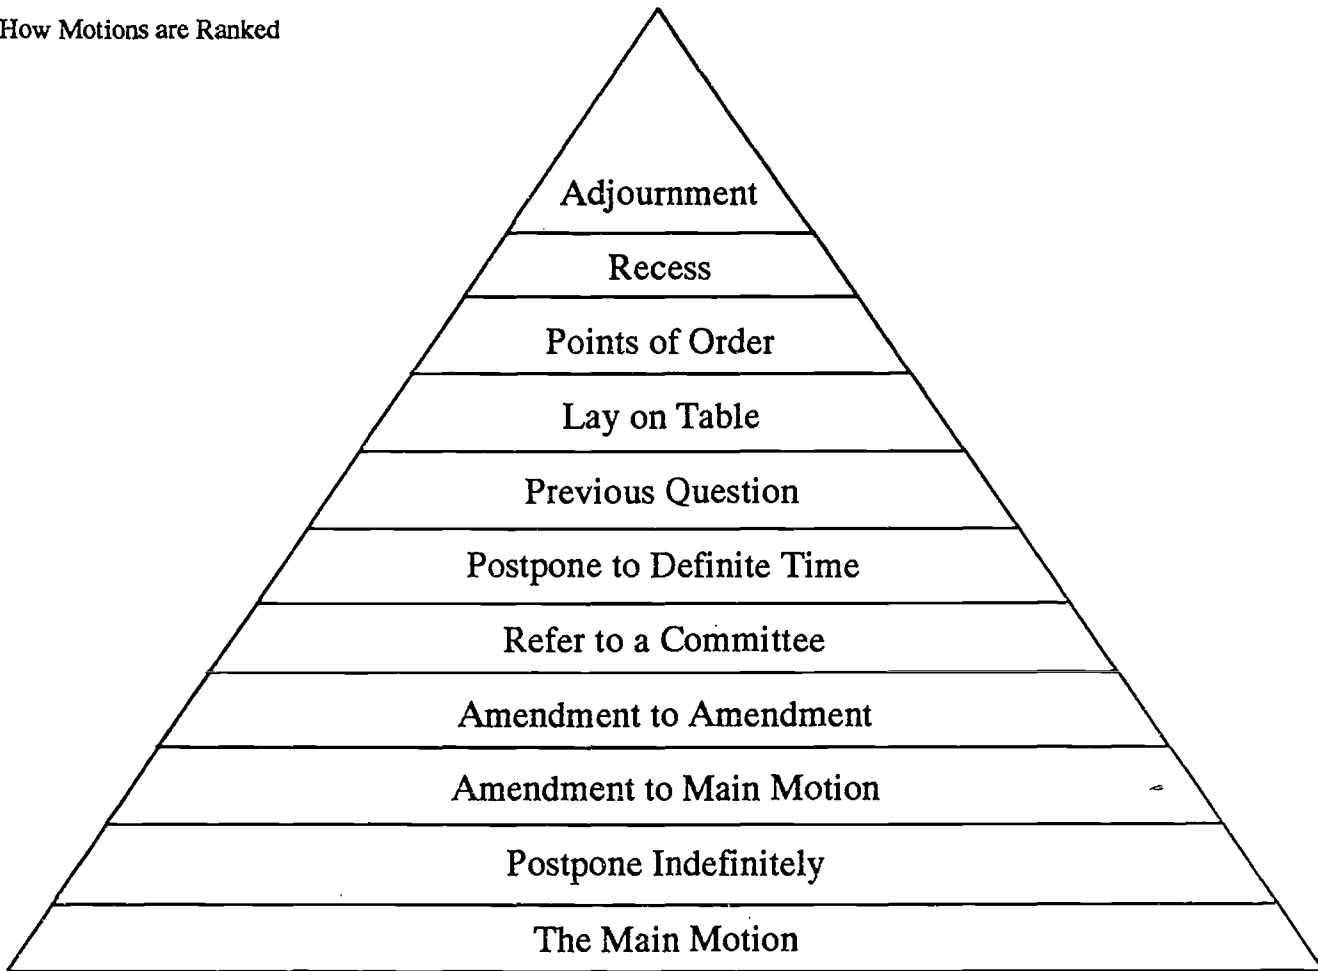 How Motions are Ranked
Adjournment
Recess
Points of Order
Lay on Table
Previous Question
Postpone to Definite Time
Refer to a Committee
Amendment to Amendment
Amendment to Main Motion
Postpone Indefinitely
The Main Motion